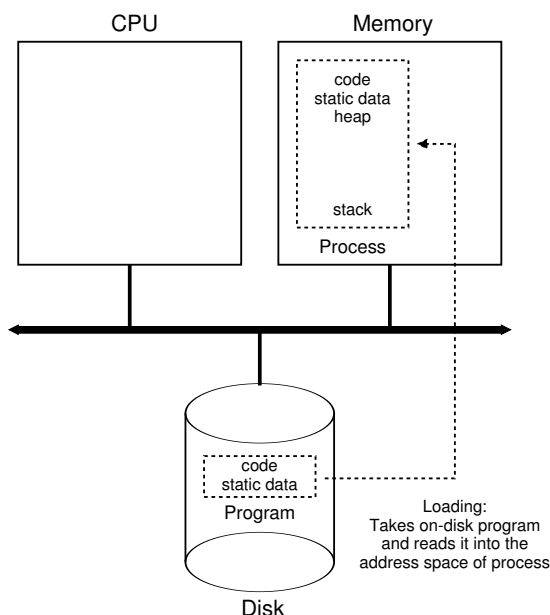 CPU
Memory
code
static data
heap
stack
Process
code
static data
Program
Loading:
Takes on-disk program
and reads it into the
address space of process
Disk